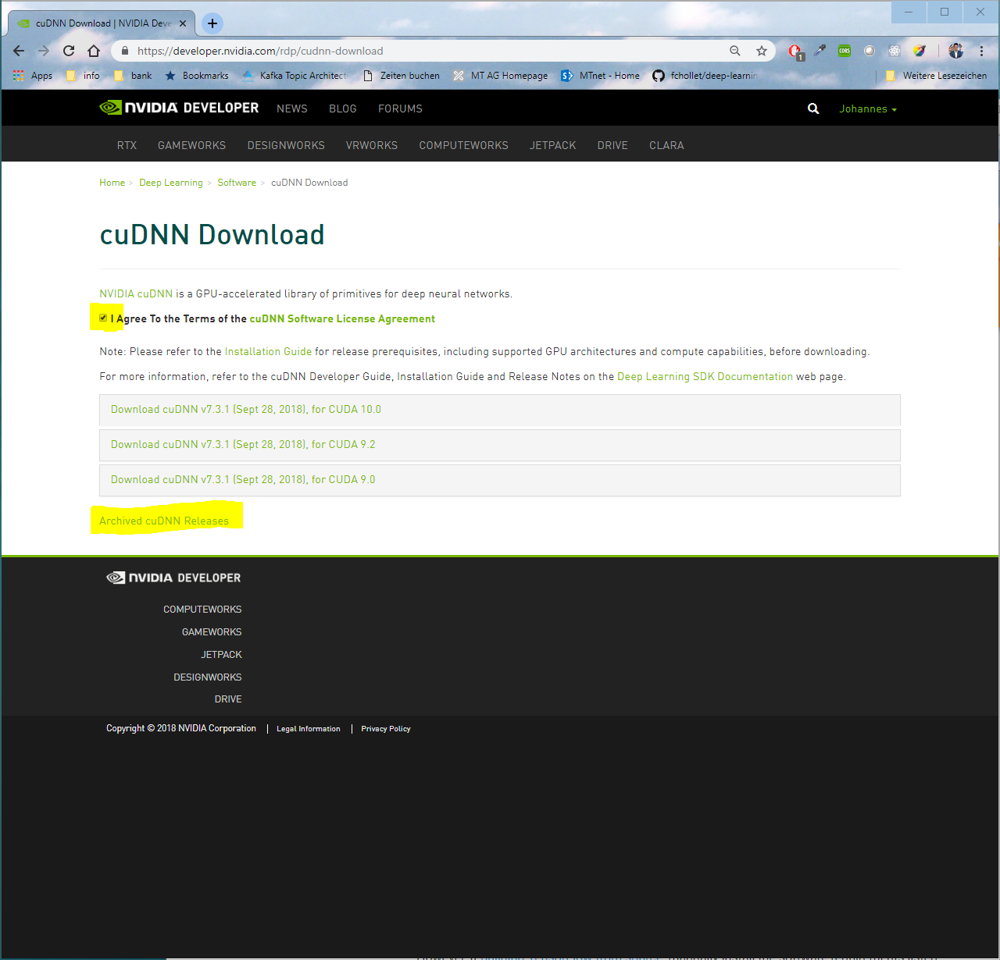 cuDNN Download | NVIDIA Deve
https://developer.nvidia.com/rdp/cudnn-download
1
CORS
Apps info bank Bookmarks Kafka Topic Architect Zeiten buchen MT AG Homepage MTnet - Home fchollet/deep-learnin Weitere Lesezeichen
NVIDIA DEVELOPER NEWS BLOG FORUMS Johannes
RTX GAMEWORKS DESIGNWORKS VRWORKS COMPUTEWORKS JETPACK DRIVE CLARA
Home > Deep Learning > Software > cuDNN Download
cuDNN Download
NVIDIA cuDNN is a GPU-accelerated library of primitives for deep neural networks.
I Agree To the Terms of the cuDNN Software License Agreement
Note: Please refer to the Installation Guide for release prerequisites, including supported GPU architectures and compute capabilities, before downloading.
For more information, refer to the cuDNN Developer Guide, Installation Guide and Release Notes on the Deep Learning SDK Documentation web page.
Download cuDNN v7.3.1 (Sept 28, 2018), for CUDA 10.0
Download cuDNN v7.3.1 (Sept 28, 2018), for CUDA 9.2
Download cuDNN v7.3.1 (Sept 28, 2018), for CUDA 9.0
Archived cuDNN Releases
NVIDIA DEVELOPER
COMPUTEWORKS
GAMEWORKS
JETPACK
DESIGNWORKS
DRIVE
Copyright © 2018 NVIDIA Corporation | Legal Information | Privacy Policy